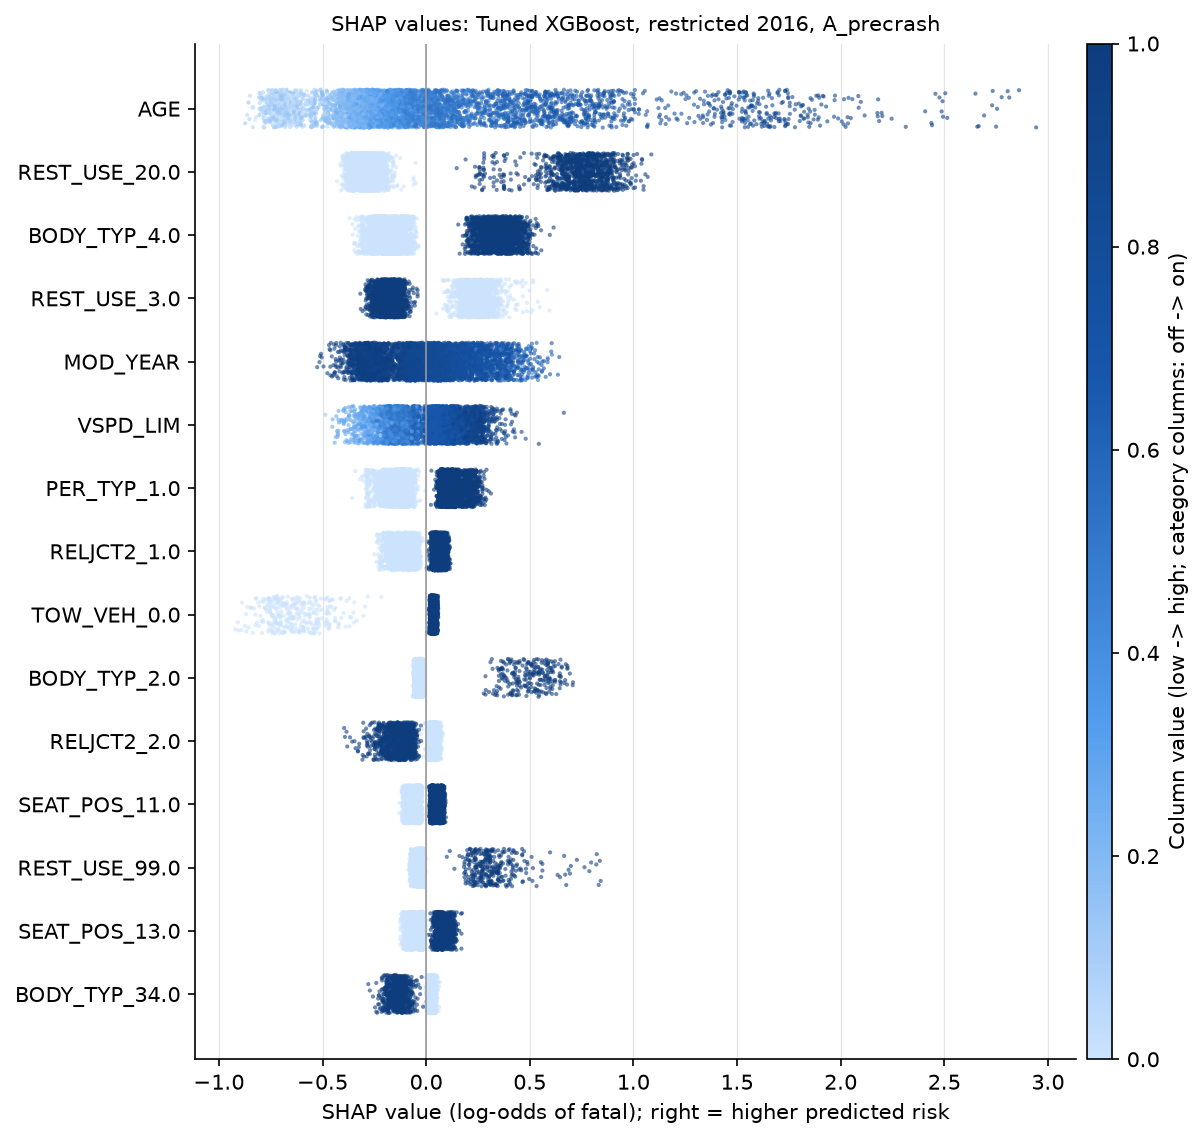 SHAP values: Tuned XGBoost, restricted 2016, A_precrash
AGE
REST_USE_20.0
BODY_TYP_4.0
REST_USE_3.0
MOD_YEAR
VSPD_LIM
PER_TYP_1.0
RELJCT2_1.0
TOW_VEH_0.0
BODY_TYP_2.0
RELJCT2_2.0
SEAT_POS_11.0
REST_USE_99.0
SEAT_POS_13.0
BODY_TYP_34.0
−1.0 −0.5 0.0 0.5 1.0 1.5 2.0 2.5 3.0
SHAP value (log-odds of fatal); right = higher predicted risk
1.0
0.8
0.6
0.4
0.2
0.0
Column value (low -> high; category columns: off -> on)